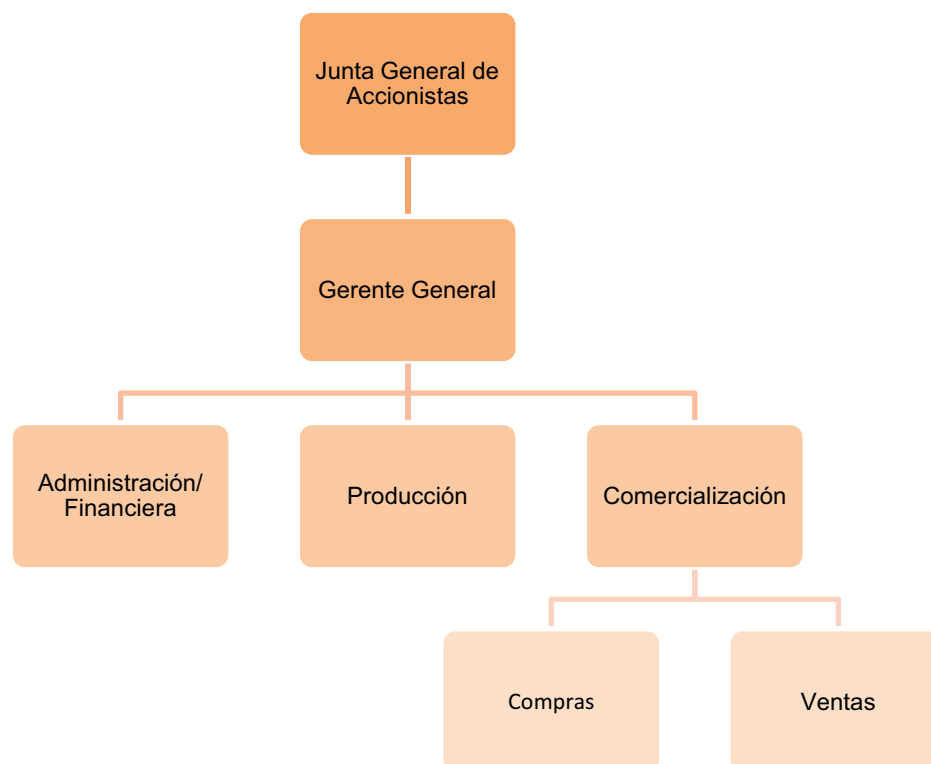 Junta General de
Accionistas
Gerente General
Administración/
Financiera
Producción
Comercialización
Compras
Ventas